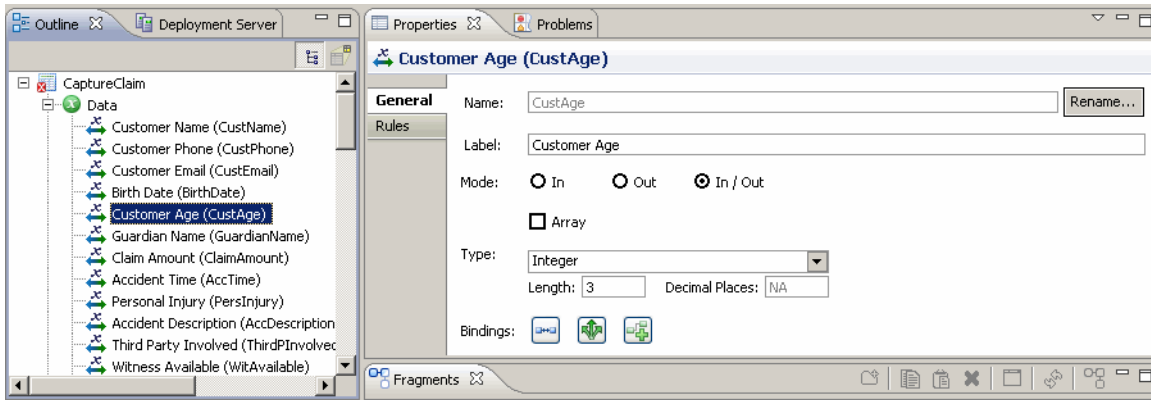 Outline Deployment Server
CaptureClaim
Data
Customer Name (CustName)
Customer Phone (CustPhone)
Customer Email (CustEmail)
Birth Date (BirthDate)
Customer Age (CustAge)
Guardian Name (GuardianName)
Claim Amount (ClaimAmount)
Accident Time (AccTime)
Personal Injury (PersInjury)
Accident Description (AccDescription
Third Party Involved (ThirdPInvolved
Witness Available (WitAvailable)
Properties Problems
Customer Age (CustAge)
General
Rules
Name: CustAge Rename...
Label: Customer Age
Mode: In Out In / Out
Array
Type: Integer
Length: 3 Decimal Places: NA
Bindings:
Fragments